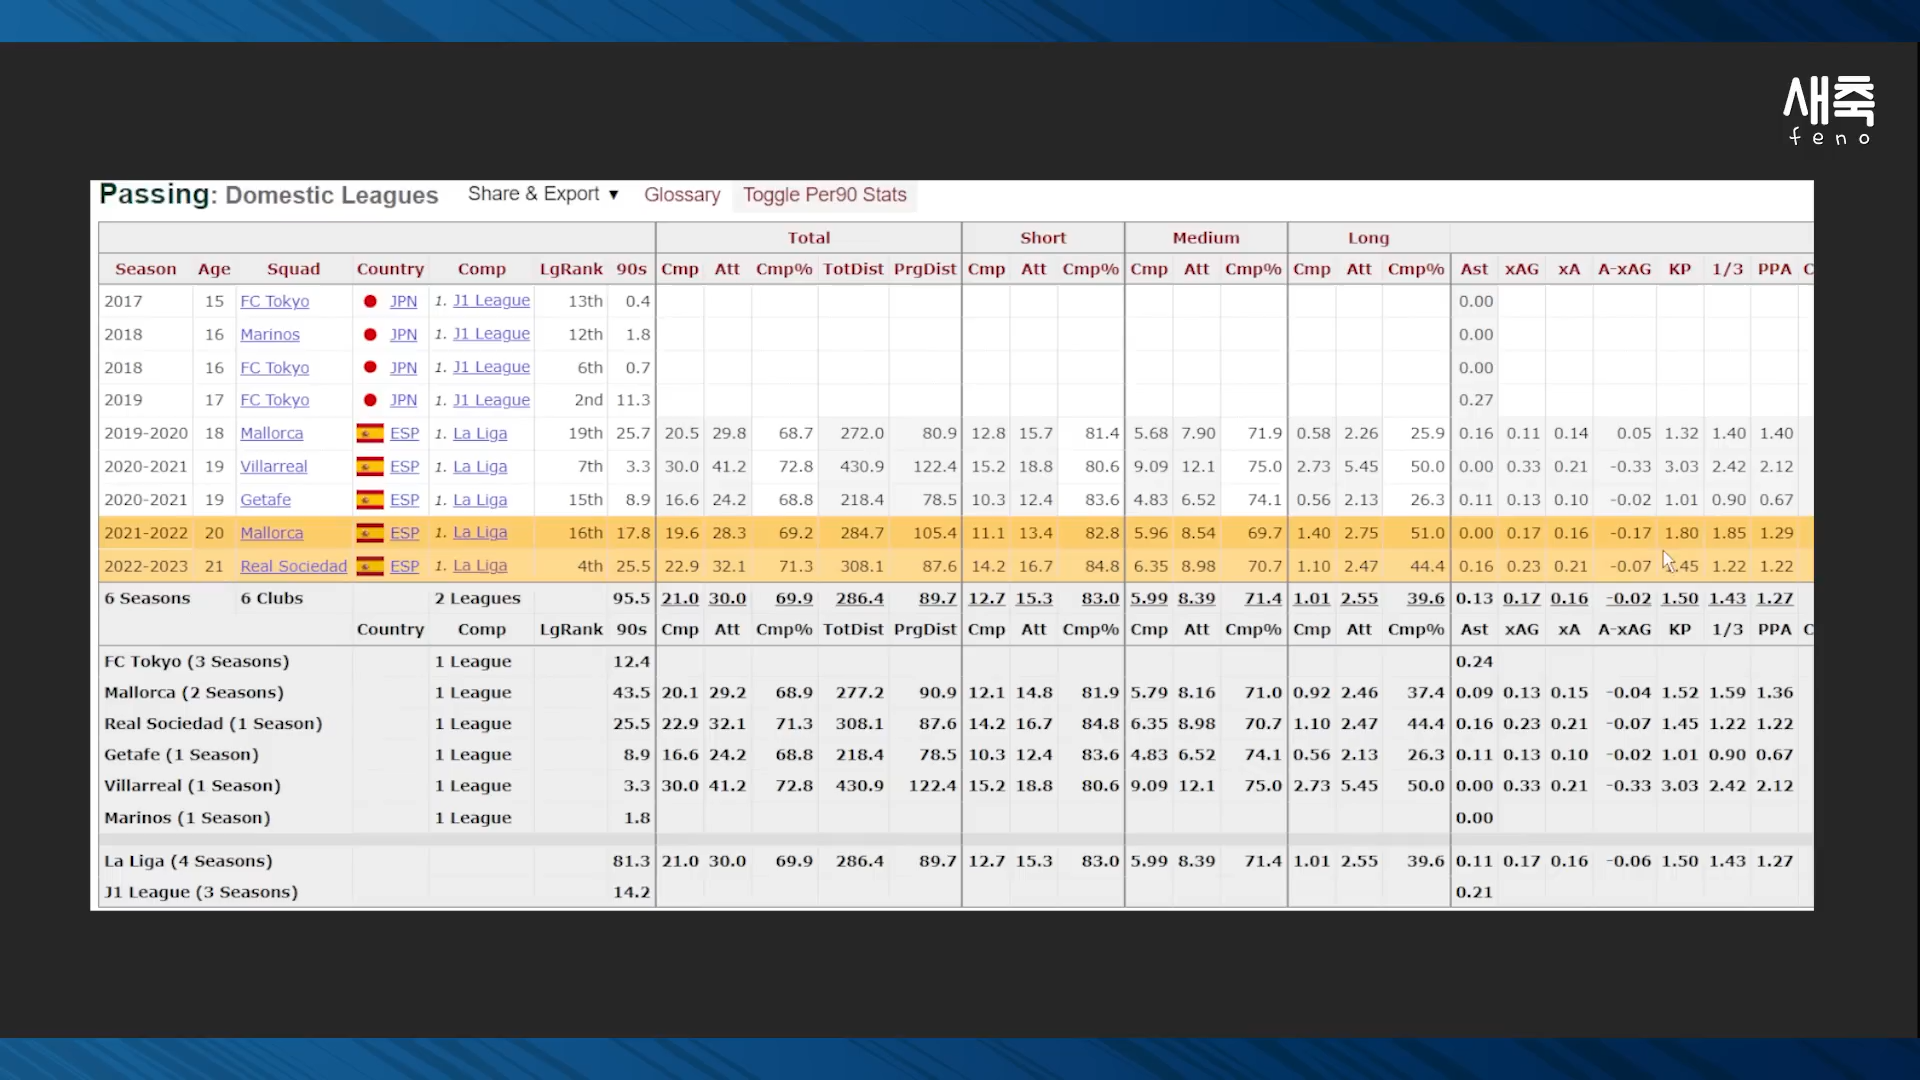 새축
feno
Passing: Domestic Leagues Share & Export ▼ Glossary Toggle Per90 Stats
Total Short Medium Long
Season Age Squad Country Comp LgRank 90s Cmp Att Cmp% TotDist PrgDist Cmp Att Cmp% Cmp Att Cmp% Cmp Att Cmp% Ast xAG xA A-xAG KP 1/3 PPA C
2017 15 FC Tokyo JPN 1. J1 League 13th 0.4 0.00
2018 16 Marinos JPN 1. J1 League 12th 1.8 0.00
2018 16 FC Tokyo JPN 1. J1 League 6th 0.7 0.00
2019 17 FC Tokyo JPN 1. J1 League 2nd 11.3 0.27
2019-2020 18 Mallorca ESP 1. La Liga 19th 25.7 20.5 29.8 68.7 272.0 80.9 12.8 15.7 81.4 5.68 7.90 71.9 0.58 2.26 25.9 0.16 0.11 0.14 0.05 1.32 1.40 1.40
2020-2021 19 Villarreal ESP 1. La Liga 7th 3.3 30.0 41.2 72.8 430.9 122.4 15.2 18.8 80.6 9.09 12.1 75.0 2.73 5.45 50.0 0.00 0.33 0.21 -0.33 3.03 2.42 2.12
2020-2021 19 Getafe ESP 1. La Liga 15th 8.9 16.6 24.2 68.8 218.4 78.5 10.3 12.4 83.6 4.83 6.52 74.1 0.56 2.13 26.3 0.11 0.13 0.10 -0.02 1.01 0.90 0.67
2021-2022 20 Mallorca ESP 1. La Liga 16th 17.8 19.6 28.3 69.2 284.7 105.4 11.1 13.4 82.8 5.96 8.54 69.7 1.40 2.75 51.0 0.00 0.17 0.16 -0.17 1.80 1.85 1.29
2022-2023 21 Real Sociedad ESP 1. La Liga 4th 25.5 22.9 32.1 71.3 308.1 87.6 14.2 16.7 84.8 6.35 8.98 70.7 1.10 2.47 44.4 0.16 0.23 0.21 -0.07 .45 1.22 1.22
6 Seasons 6 Clubs 2 Leagues 95.5 21.0 30.0 69.9 286.4 89.7 12.7 15.3 83.0 5.99 8.39 71.4 1.01 2.55 39.6 0.13 0.17 0.16 -0.02 1.50 1.43 1.27
Country Comp LgRank 90s Cmp Att Cmp% TotDist PrgDist Cmp Att Cmp% Cmp Att Cmp% Cmp Att Cmp% Ast xAG xA A-xAG KP 1/3 PPA C
FC Tokyo (3 Seasons) 1 League 12.4 0.24
Mallorca (2 Seasons) 1 League 43.5 20.1 29.2 68.9 277.2 90.9 12.1 14.8 81.9 5.79 8.16 71.0 0.92 2.46 37.4 0.09 0.13 0.15 -0.04 1.52 1.59 1.36
Real Sociedad (1 Season) 1 League 25.5 22.9 32.1 71.3 308.1 87.6 14.2 16.7 84.8 6.35 8.98 70.7 1.10 2.47 44.4 0.16 0.23 0.21 -0.07 1.45 1.22 1.22
Getafe (1 Season) 1 League 8.9 16.6 24.2 68.8 218.4 78.5 10.3 12.4 83.6 4.83 6.52 74.1 0.56 2.13 26.3 0.11 0.13 0.10 -0.02 1.01 0.90 0.67
Villarreal (1 Season) 1 League 3.3 30.0 41.2 72.8 430.9 122.4 15.2 18.8 80.6 9.09 12.1 75.0 2.73 5.45 50.0 0.00 0.33 0.21 -0.33 3.03 2.42 2.12
Marinos (1 Season) 1 League 1.8 0.00
La Liga (4 Seasons) 81.3 21.0 30.0 69.9 286.4 89.7 12.7 15.3 83.0 5.99 8.39 71.4 1.01 2.55 39.6 0.11 0.17 0.16 -0.06 1.50 1.43 1.27
J1 League (3 Seasons) 14.2 0.21